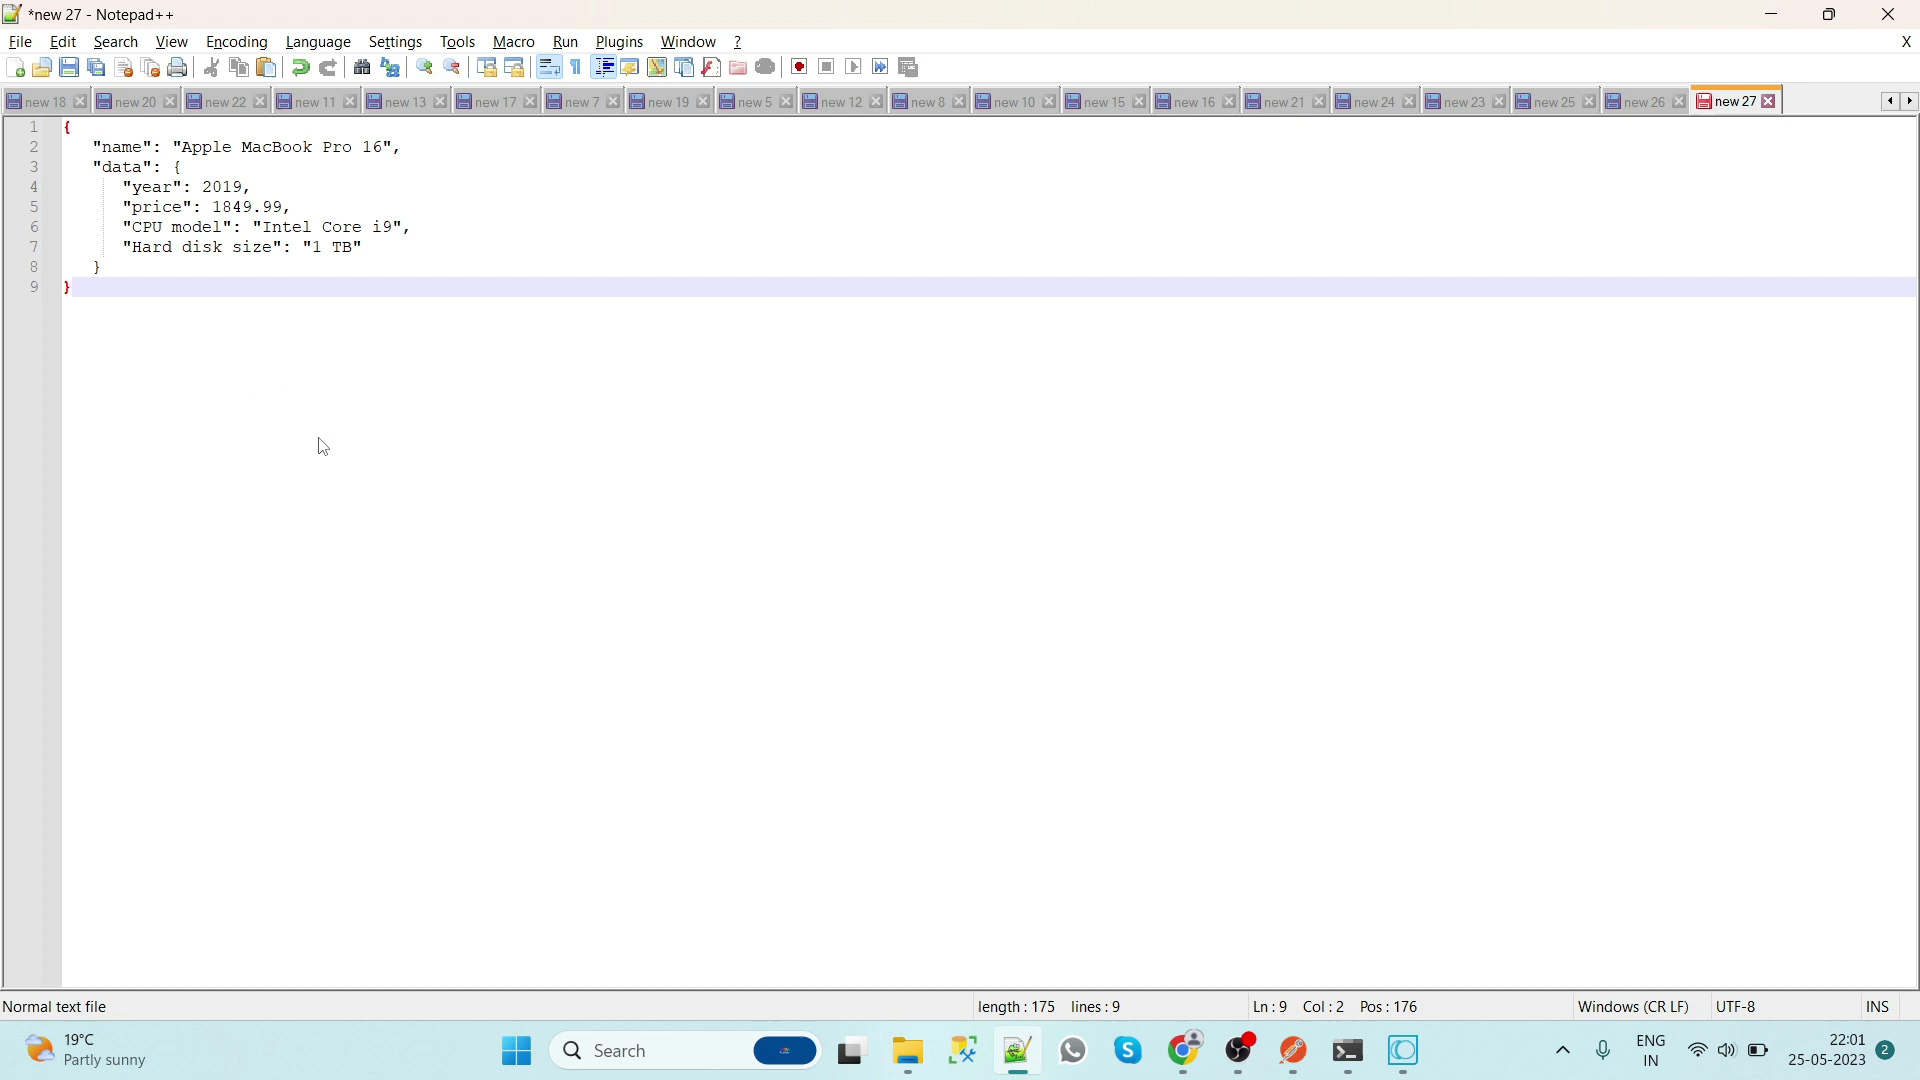 *new 27 - Notepad++
File Edit Search View Encoding Language Settings Tools Macro Run Plugins Window ? X
new 18 new 20 new 22 new 11 new 13 new 17 new 7 new 19 new 5 new 12 new 8 new 10 new 15 new 16 new 21 new 24 new 23 new 25 new 26 new 27
1 {
2 "name": "Apple MacBook Pro 16",
3 "data": {
4 "year": 2019,
5 "price": 1849.99,
6 "CPU model": "Intel Core i9",
7 "Hard disk size": "1 TB"
8 }
9 }
Normal text file length : 175 lines : 9 Ln : 9 Col : 2 Pos : 176 Windows (CR LF) UTF-8 INS
19°C
Partly sunny
Search
ENG
IN
22:01
25-05-2023
2